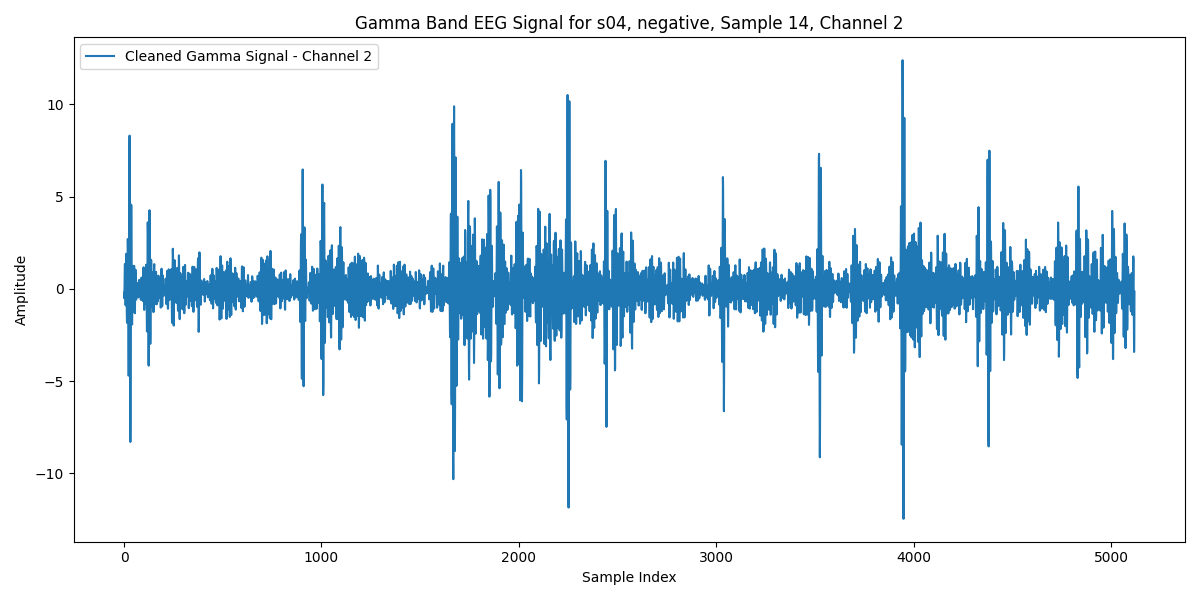 Gamma Band EEG Signal for s04, negative, Sample 14, Channel 2
Cleaned Gamma Signal - Channel 2
Amplitude
10
5
0
−5
−10
0 1000 2000 3000 4000 5000
Sample Index